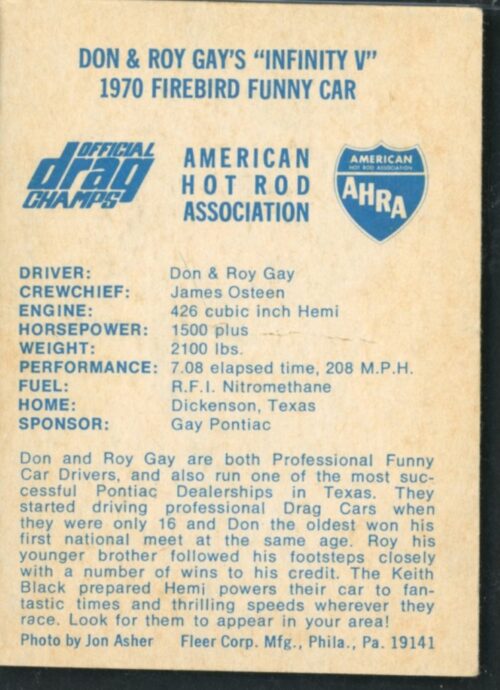 DON & ROY GAY'S "INFINITY V"
1970 FIREBIRD FUNNY CAR
OFFICIAL
drag
CHAMPS
AMERICAN
HOT ROD
ASSOCIATION
AMERICAN
HOT ROD ASSOCIATION
AHRA
DRIVER: Don & Roy Gay
CREWCHIEF: James Osteen
ENGINE: 426 cubic inch Hemi
HORSEPOWER: 1500 plus
WEIGHT: 2100 lbs.
PERFORMANCE: 7.08 elapsed time, 208 M.P.H.
FUEL: R.F.I. Nitromethane
HOME: Dickenson, Texas
SPONSOR: Gay Pontiac
Don and Roy Gay are both Professional Funny
Car Drivers, and also run one of the most suc-
cessful Pontiac Dealerships in Texas. They
started driving professional Drag Cars when
they were only 16 and Don the oldest won his
first national meet at the same age. Roy his
younger brother followed his footsteps closely
with a number of wins to his credit. The Keith
Black prepared Hemi powers their car to fan-
tastic times and thrilling speeds wherever they
race. Look for them to appear in your area!
Photo by Jon Asher Fleer Corp. Mfg., Phila., Pa. 19141